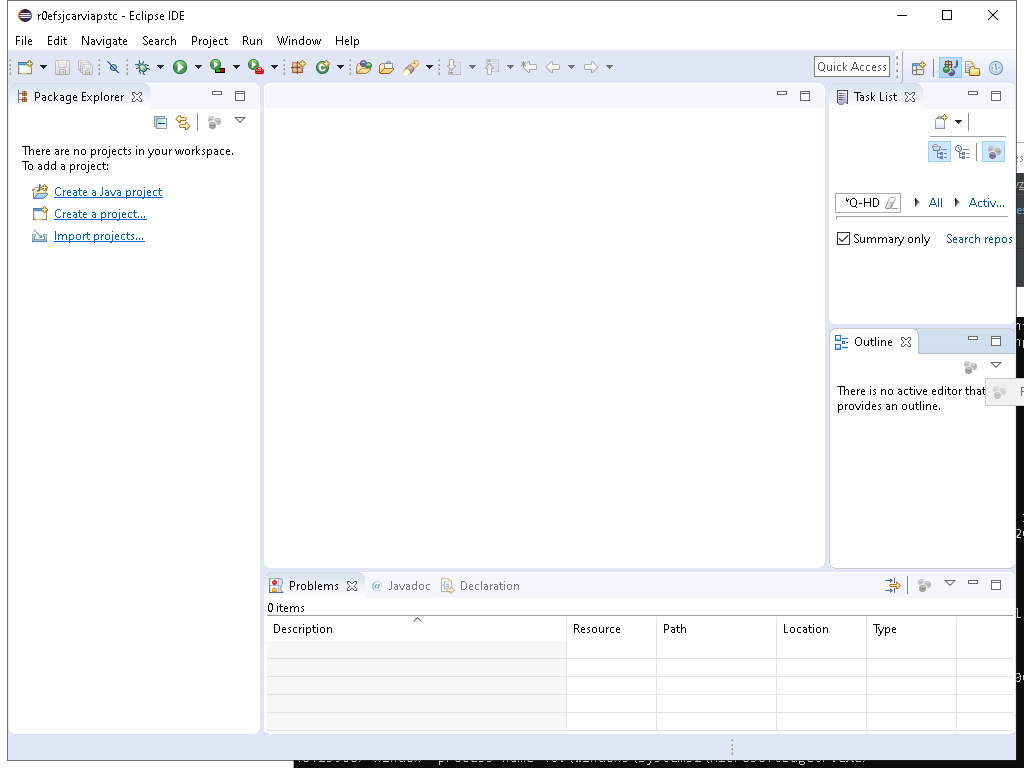 r0efsjcarviapstc - Eclipse IDE
File Edit Navigate Search Project Run Window Help
Quick Access
Package Explorer
There are no projects in your workspace.
To add a project:
Create a Java project
Create a project...
Import projects...
Task List
*Q-HD
All
Activ...
Summary only
Search repos
Outline
There is no active editor that
provides an outline.
Problems
@ Javadoc
Declaration
0 items
Description Resource Path Location Type